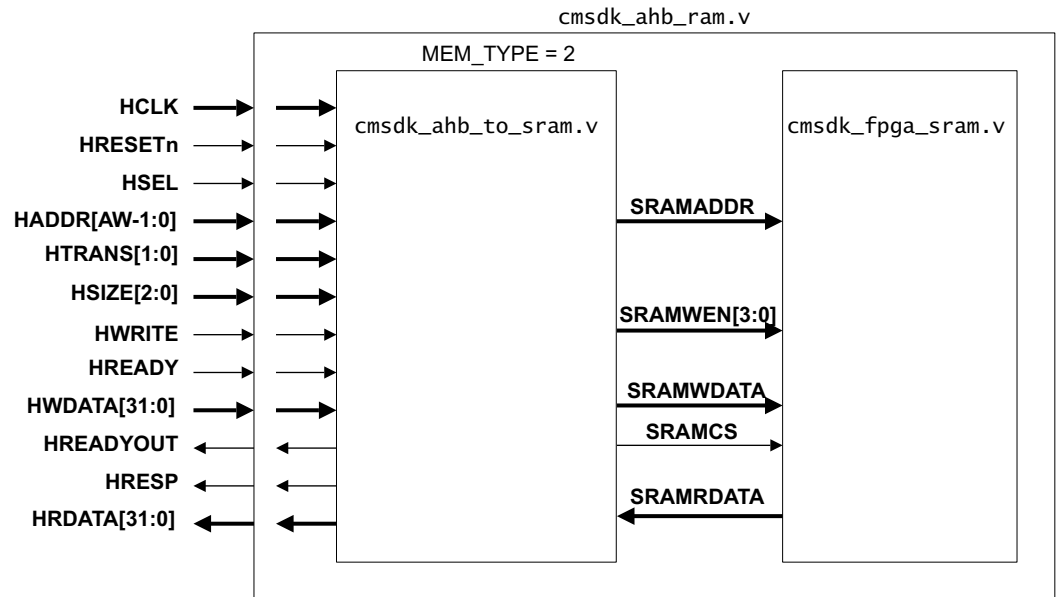 cmsdk_ahb_ram.v
MEM_TYPE = 2
cmsdk_ahb_to_sram.v
cmsdk_fpga_sram.v
HCLK
HRESETn
HSEL
HADDR[AW-1:0]
HTRANS[1:0]
HSIZE[2:0]
HWRITE
HREADY
HWDATA[31:0]
HREADYOUT
HRESP
HRDATA[31:0]
SRAMADDR
SRAMWEN[3:0]
SRAMWDATA
SRAMCS
SRAMRDATA